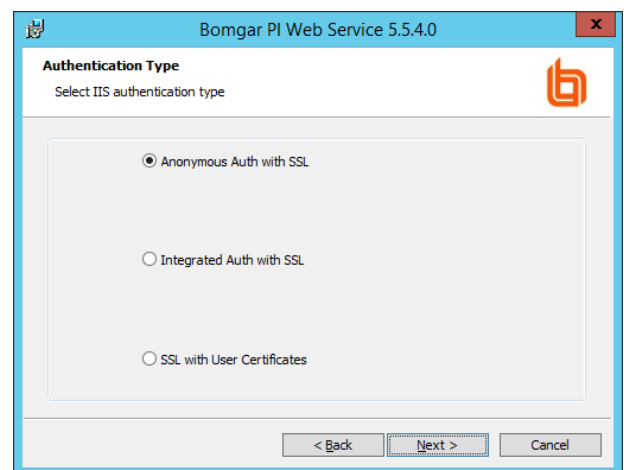 Bomgar PI Web Service 5.5.4.0
x
Authentication Type
Select IIS authentication type
Anonymous Auth with SSL
Integrated Auth with SSL
SSL with User Certificates
< Back Next > Cancel